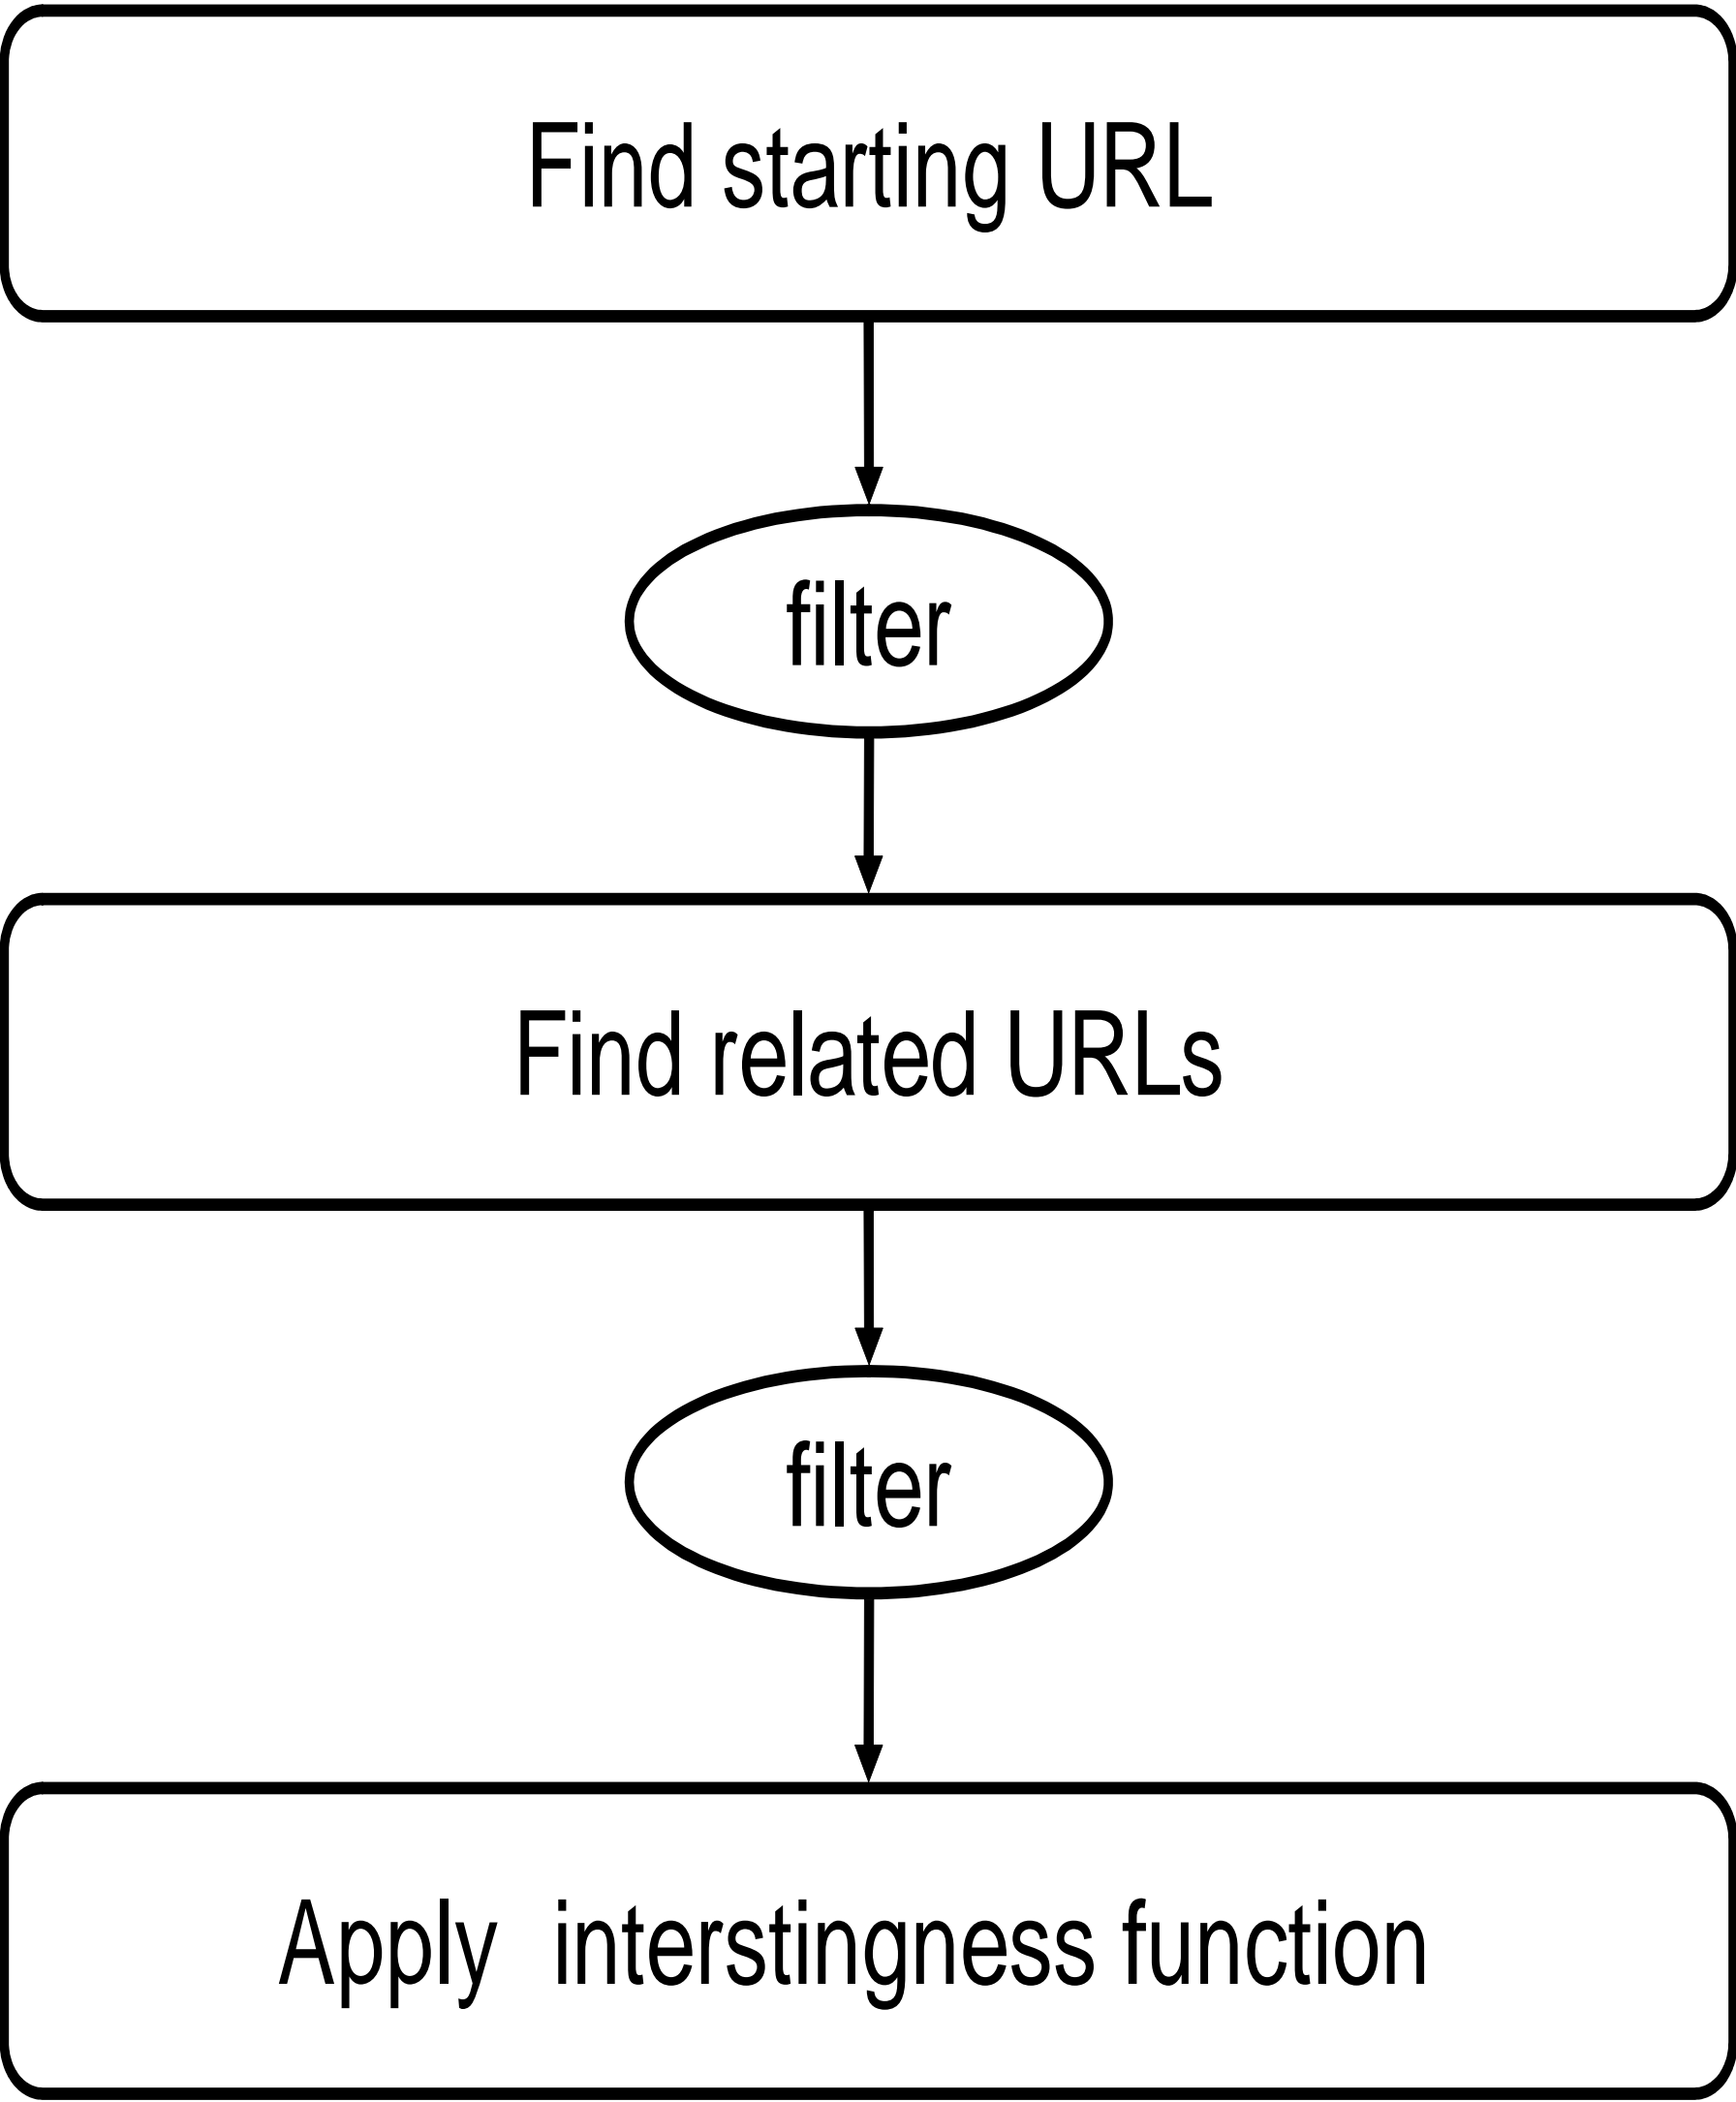 Find starting URL
filter
Find related URLs
filter
Apply interstingness function